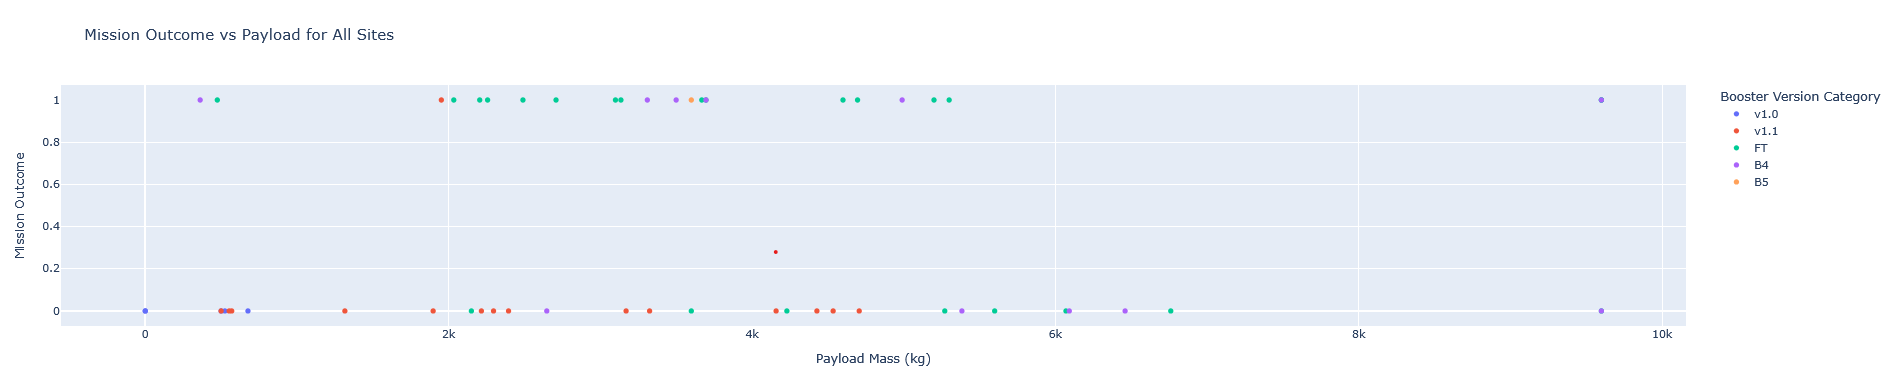 Mission Outcome vs Payload for All Sites
Mission Outcome
1
0.8
0.6
0.4
0.2
0
0
2k
4k
6k
8k
10k
Payload Mass (kg)
Booster Version Category
v1.0
v1.1
FT
B4
B5